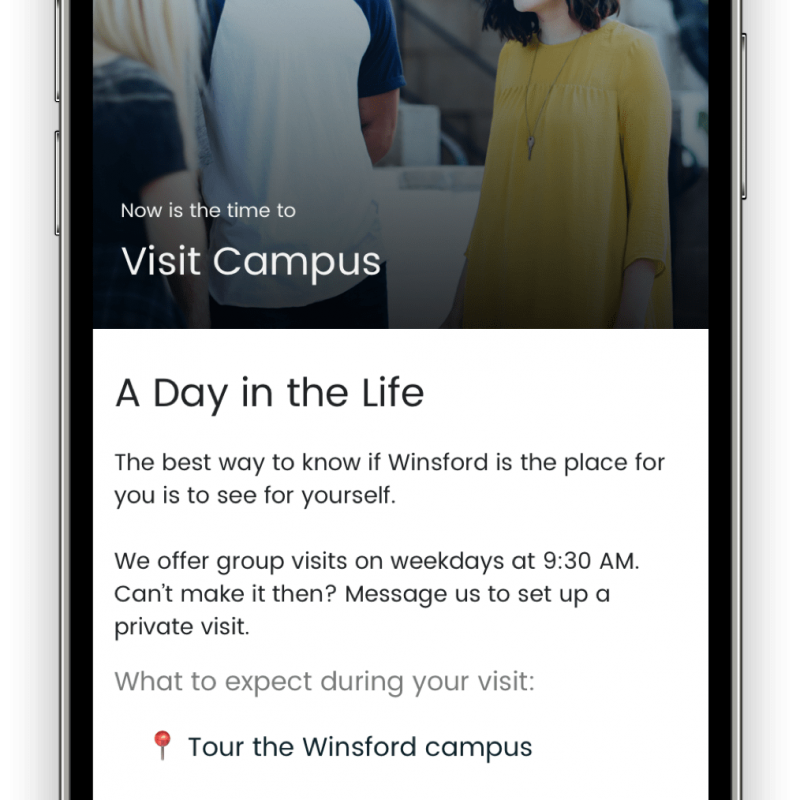 Now is the time to
Visit Campus
A Day in the Life
The best way to know if Winsford is the place for
you is to see for yourself.
We offer group visits on weekdays at 9:30 AM.
Can't make it then? Message us to set up a
private visit.
What to expect during your visit:
📍 Tour the Winsford campus